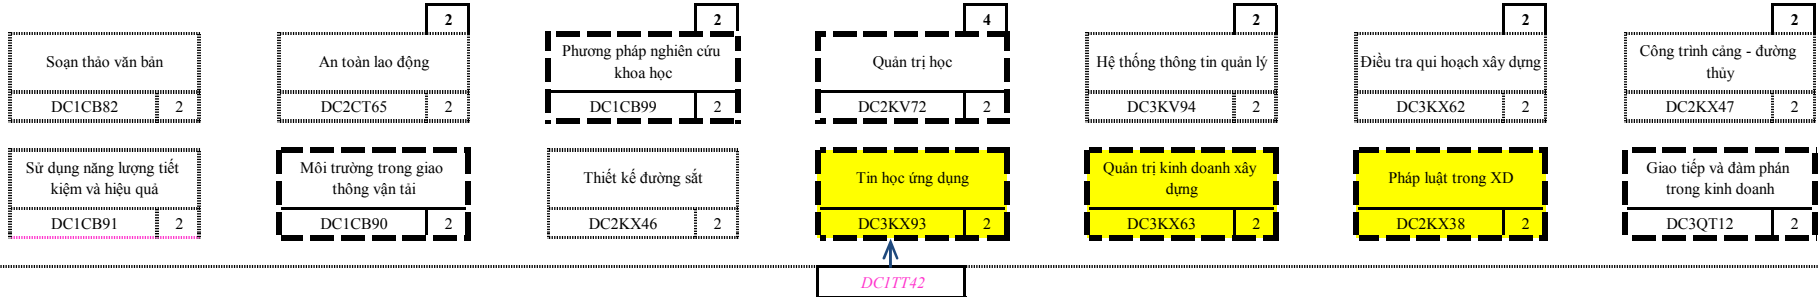 2
2
4
2
2
2
Soạn thảo văn bản
DC1CB82
2
An toàn lao động
DC2CT65
2
Phương pháp nghiên cứu
khoa học
DC1CB99
2
Quản trị học
DC2KV72
2
Hệ thống thông tin quản lý
DC3KV94
2
Điều tra qui hoạch xây dựng
DC3KX62
2
Công trình cảng - đường
thủy
DC2KX47
2
Sử dụng năng lượng tiết
kiệm và hiệu quả
DC1CB91
2
Môi trường trong giao
thông vận tải
DC1CB90
2
Thiết kế đường sắt
DC2KX46
2
Tin học ứng dụng
DC3KX93
2
Quản trị kinh doanh xây
dựng
DC3KX63
2
Pháp luật trong XD
DC2KX38
2
Giao tiếp và đàm phán
trong kinh doanh
DC3QT12
2
DC1TT42